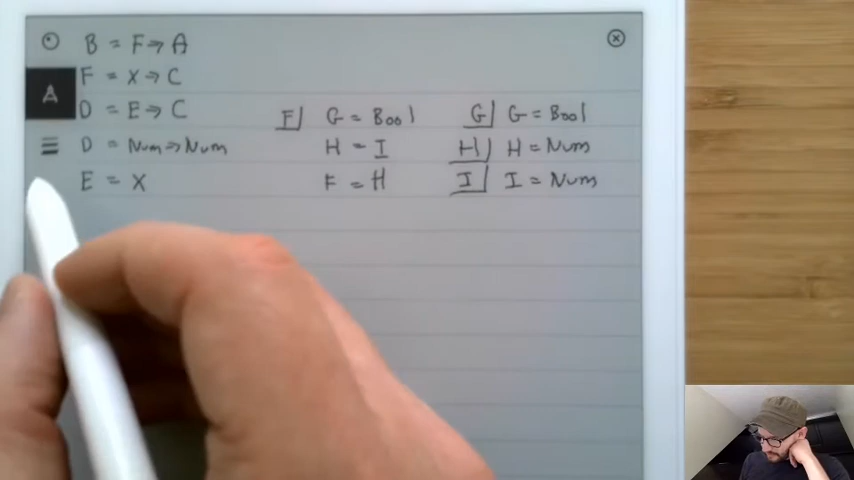 B = F → A
F = X → C
A
D = E → C
D = Num → Num
E = X
F G = Bool
H = I
F = H
G G = Bool
H H = Num
I I = Num